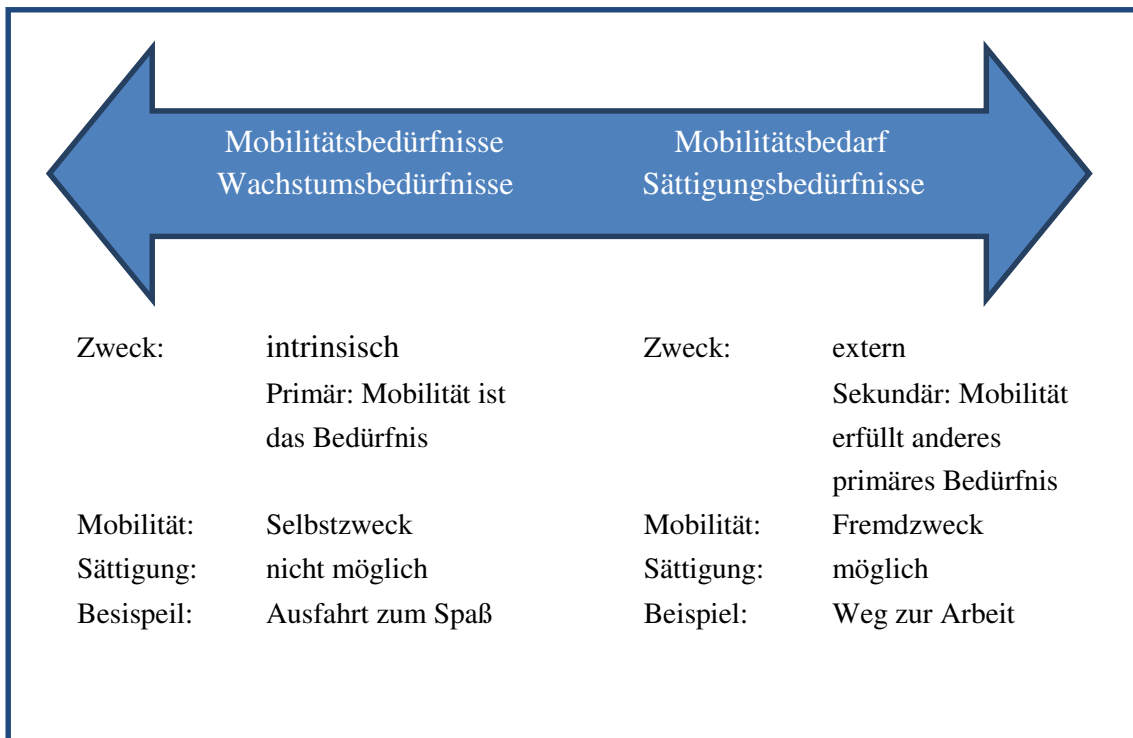 Mobilitätsbedürfnisse
Wachstumsbedürfnisse
Mobilitätsbedarf
Sättigungsbedürfnisse
Zweck: intrinsisch
Primär: Mobilität ist
das Bedürfnis
Mobilität: Selbstzweck
Sättigung: nicht möglich
Besispeil: Ausfahrt zum Spaß
Zweck: extern
Sekundär: Mobilität
erfüllt anderes
primäres Bedürfnis
Mobilität: Fremdzweck
Sättigung: möglich
Beispiel: Weg zur Arbeit